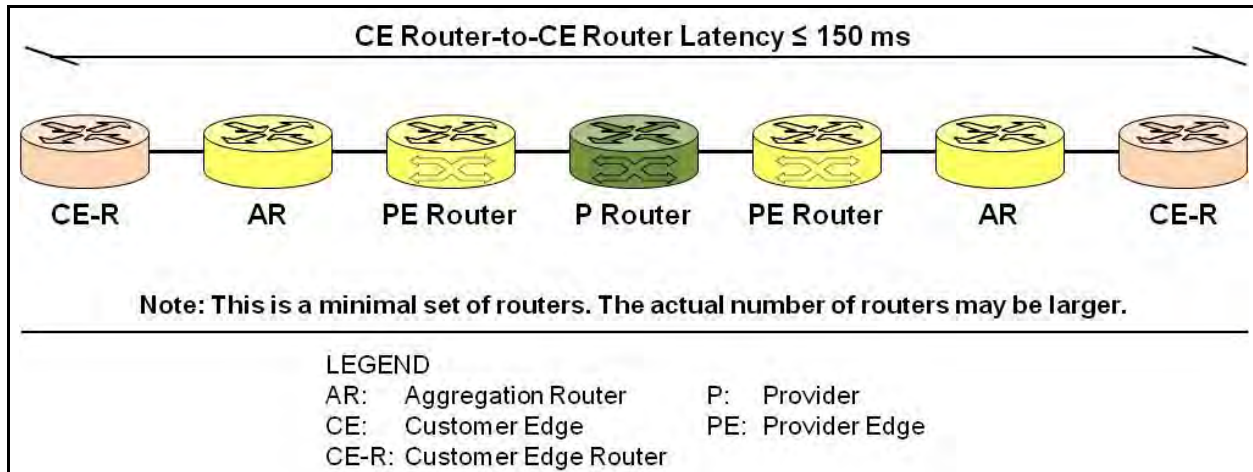 CE Router-to-CE Router Latency ≤ 150 ms
CE-R AR PE Router P Router PE Router AR CE-R
Note: This is a minimal set of routers. The actual number of routers may be larger.
LEGEND
AR: Aggregation Router P: Provider
CE: Customer Edge PE: Provider Edge
CE-R: Customer Edge Router